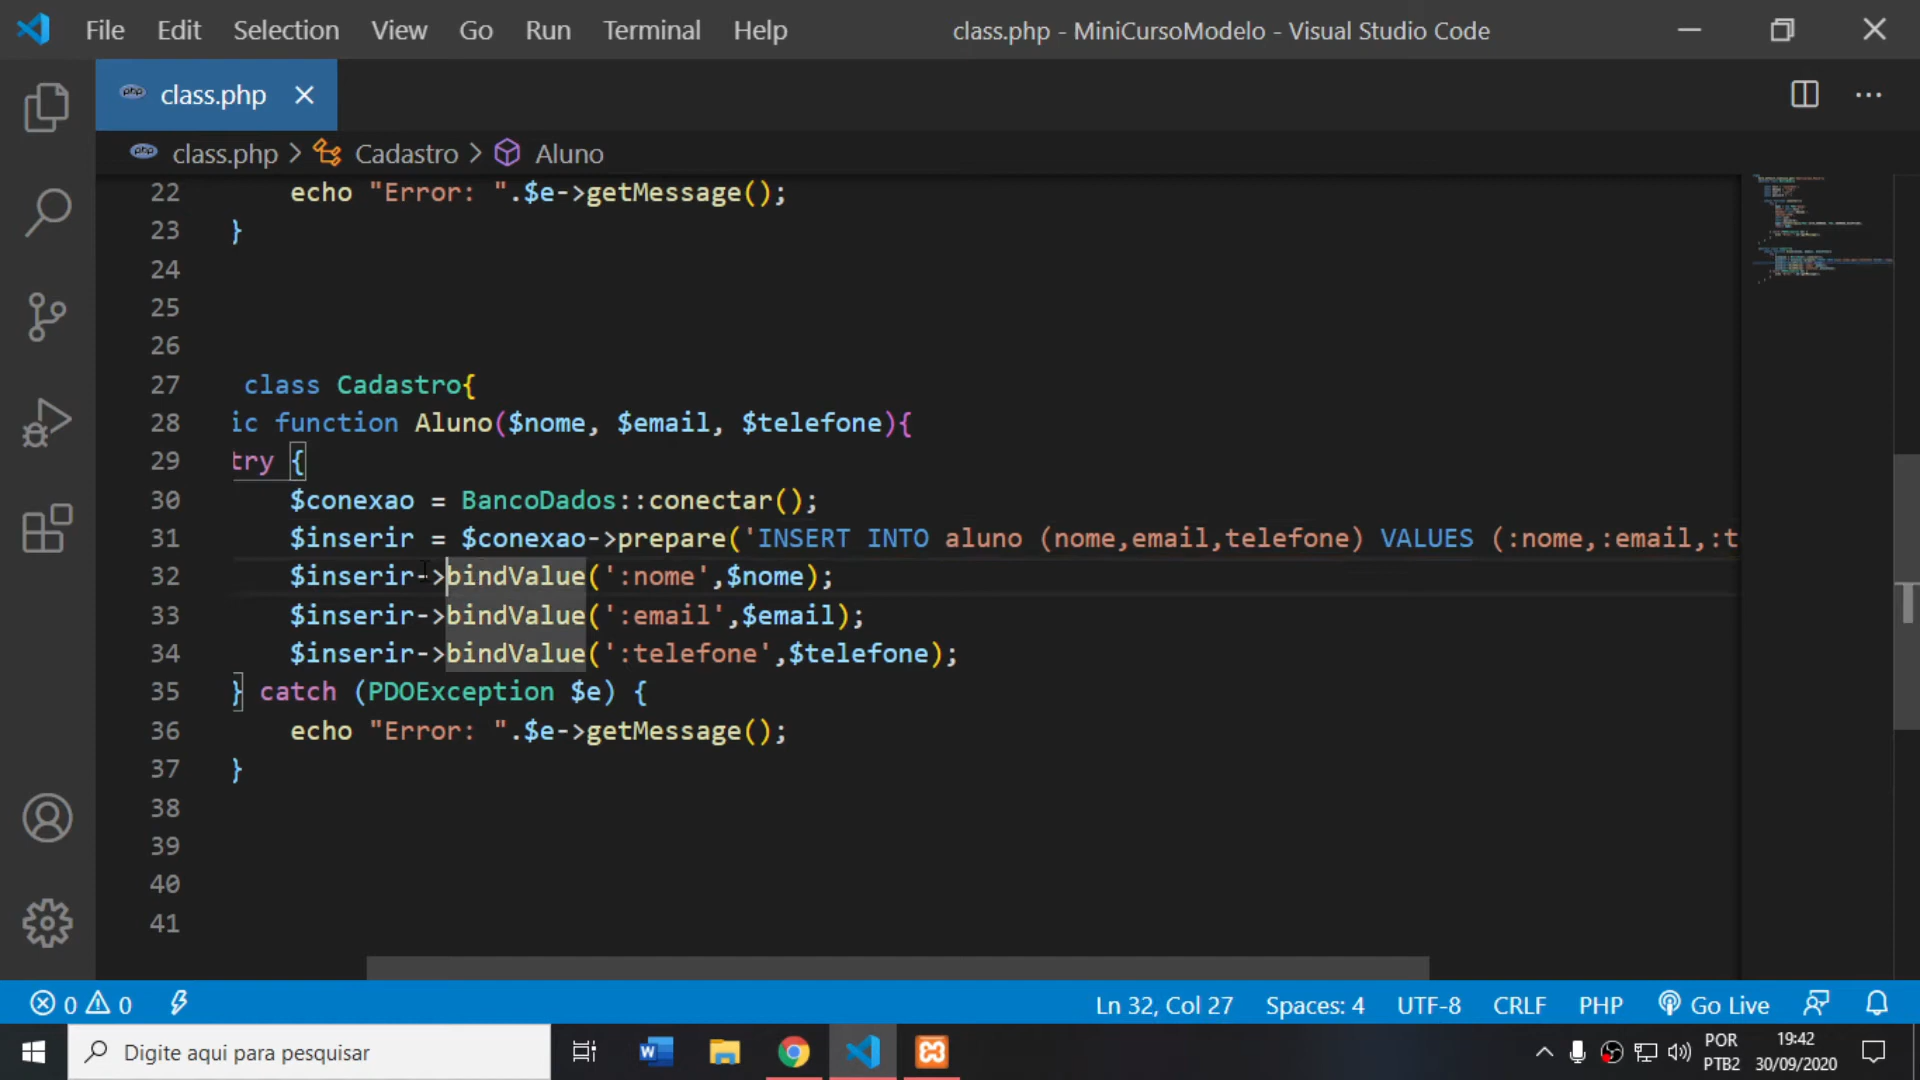 File Edit Selection View Go Run Terminal Help class.php - MiniCursoModelo - Visual Studio Code
php class.php
php class.php > Cadastro > Aluno
22 echo "Error: ".$e->getMessage();
23 }
24
25
26
27 class Cadastro{
28 ic function Aluno($nome, $email, $telefone){
29 try {
30 $conexao = BancoDados::conectar();
31 $inserir = $conexao->prepare('INSERT INTO aluno (nome,email,telefone) VALUES (:nome,:email,:t
32 $inserir->bindValue(':nome',$nome);
33 $inserir->bindValue(':email',$email);
34 $inserir->bindValue(':telefone',$telefone);
35 } catch (PDOException $e) {
36 echo "Error: ".$e->getMessage();
37 }
38
39
40
41
0 0 Ln 32, Col 27 Spaces: 4 UTF-8 CRLF PHP Go Live
Digite aqui para pesquisar
POR
PTB2
19:42
30/09/2020